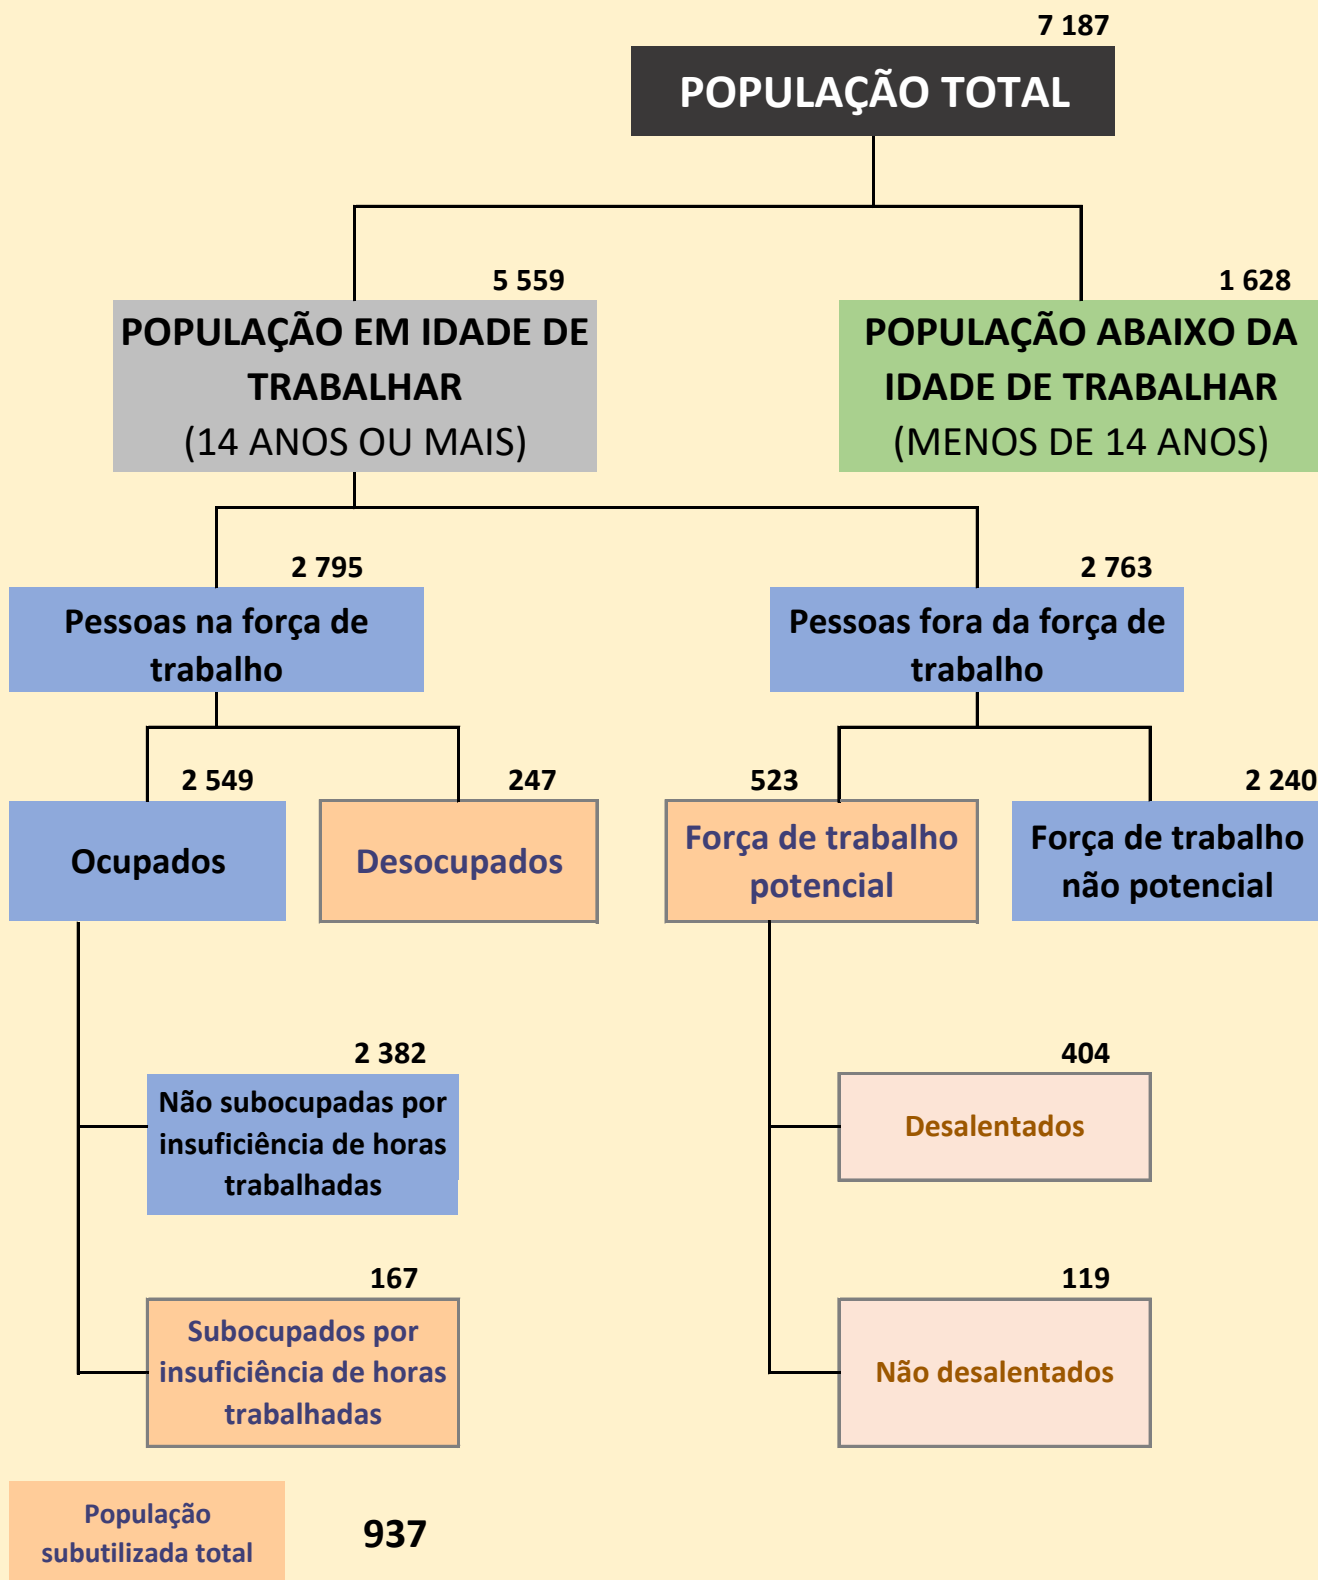 7 187
POPULAÇÃO TOTAL
5 559
POPULAÇÃO EM IDADE DE
TRABALHAR
(14 ANOS OU MAIS)
1 628
POPULAÇÃO ABAIXO DA
IDADE DE TRABALHAR
(MENOS DE 14 ANOS)
2 795
Pessoas na força de
trabalho
2 763
Pessoas fora da força de
trabalho
2 549
Ocupados
247
Desocupados
523
Força de trabalho
potencial
2 240
Força de trabalho
não potencial
2 382
Não subocupadas por
insuficiência de horas
trabalhadas
404
Desalentados
167
Subocupados por
insuficiência de horas
trabalhadas
119
Não desalentados
População
subutilizada total
937